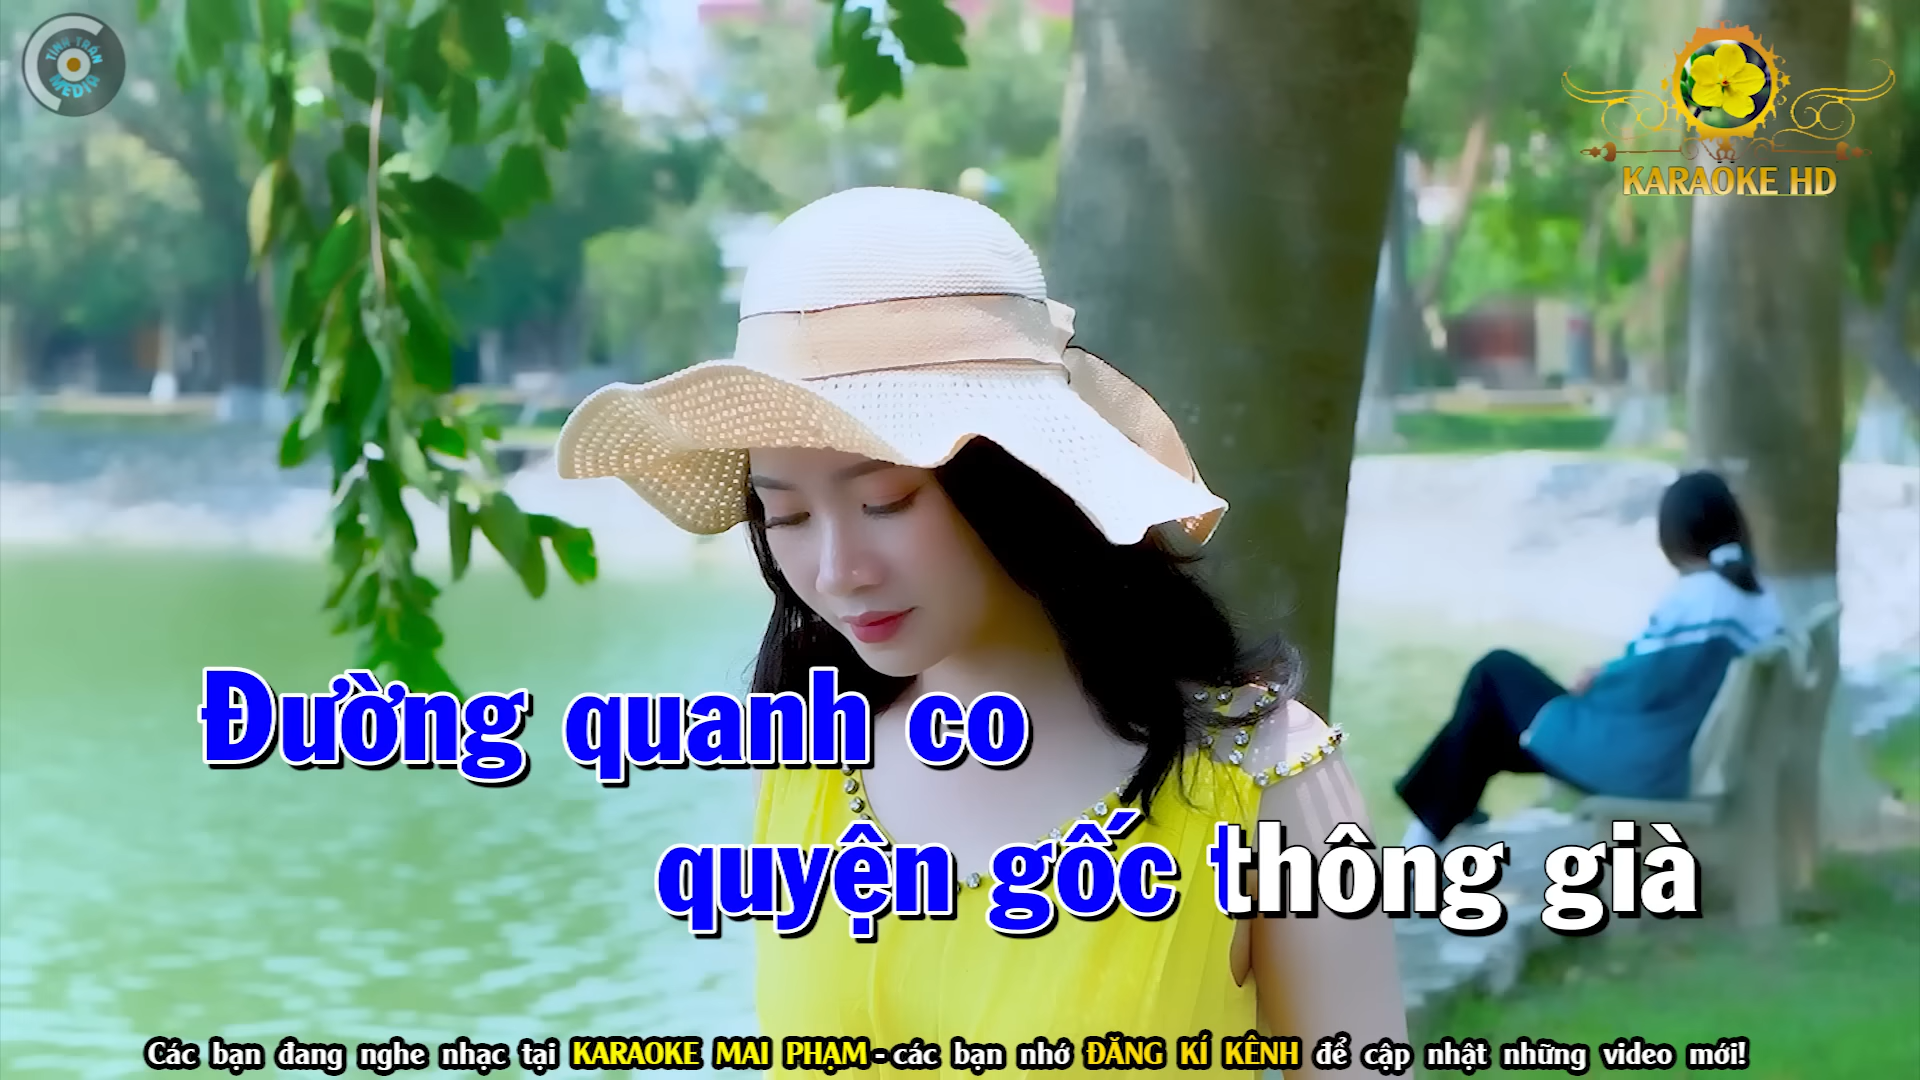 TÌNH TRẦN
MEDIA
KARAOKE HD
Đường quanh co
quyện gốc thông già
Các bạn đang nghe nhạc tại KARAOKE MAI PHẠM - các bạn nhớ ĐĂNG KÍ KÊNH để cập nhật những video mới!